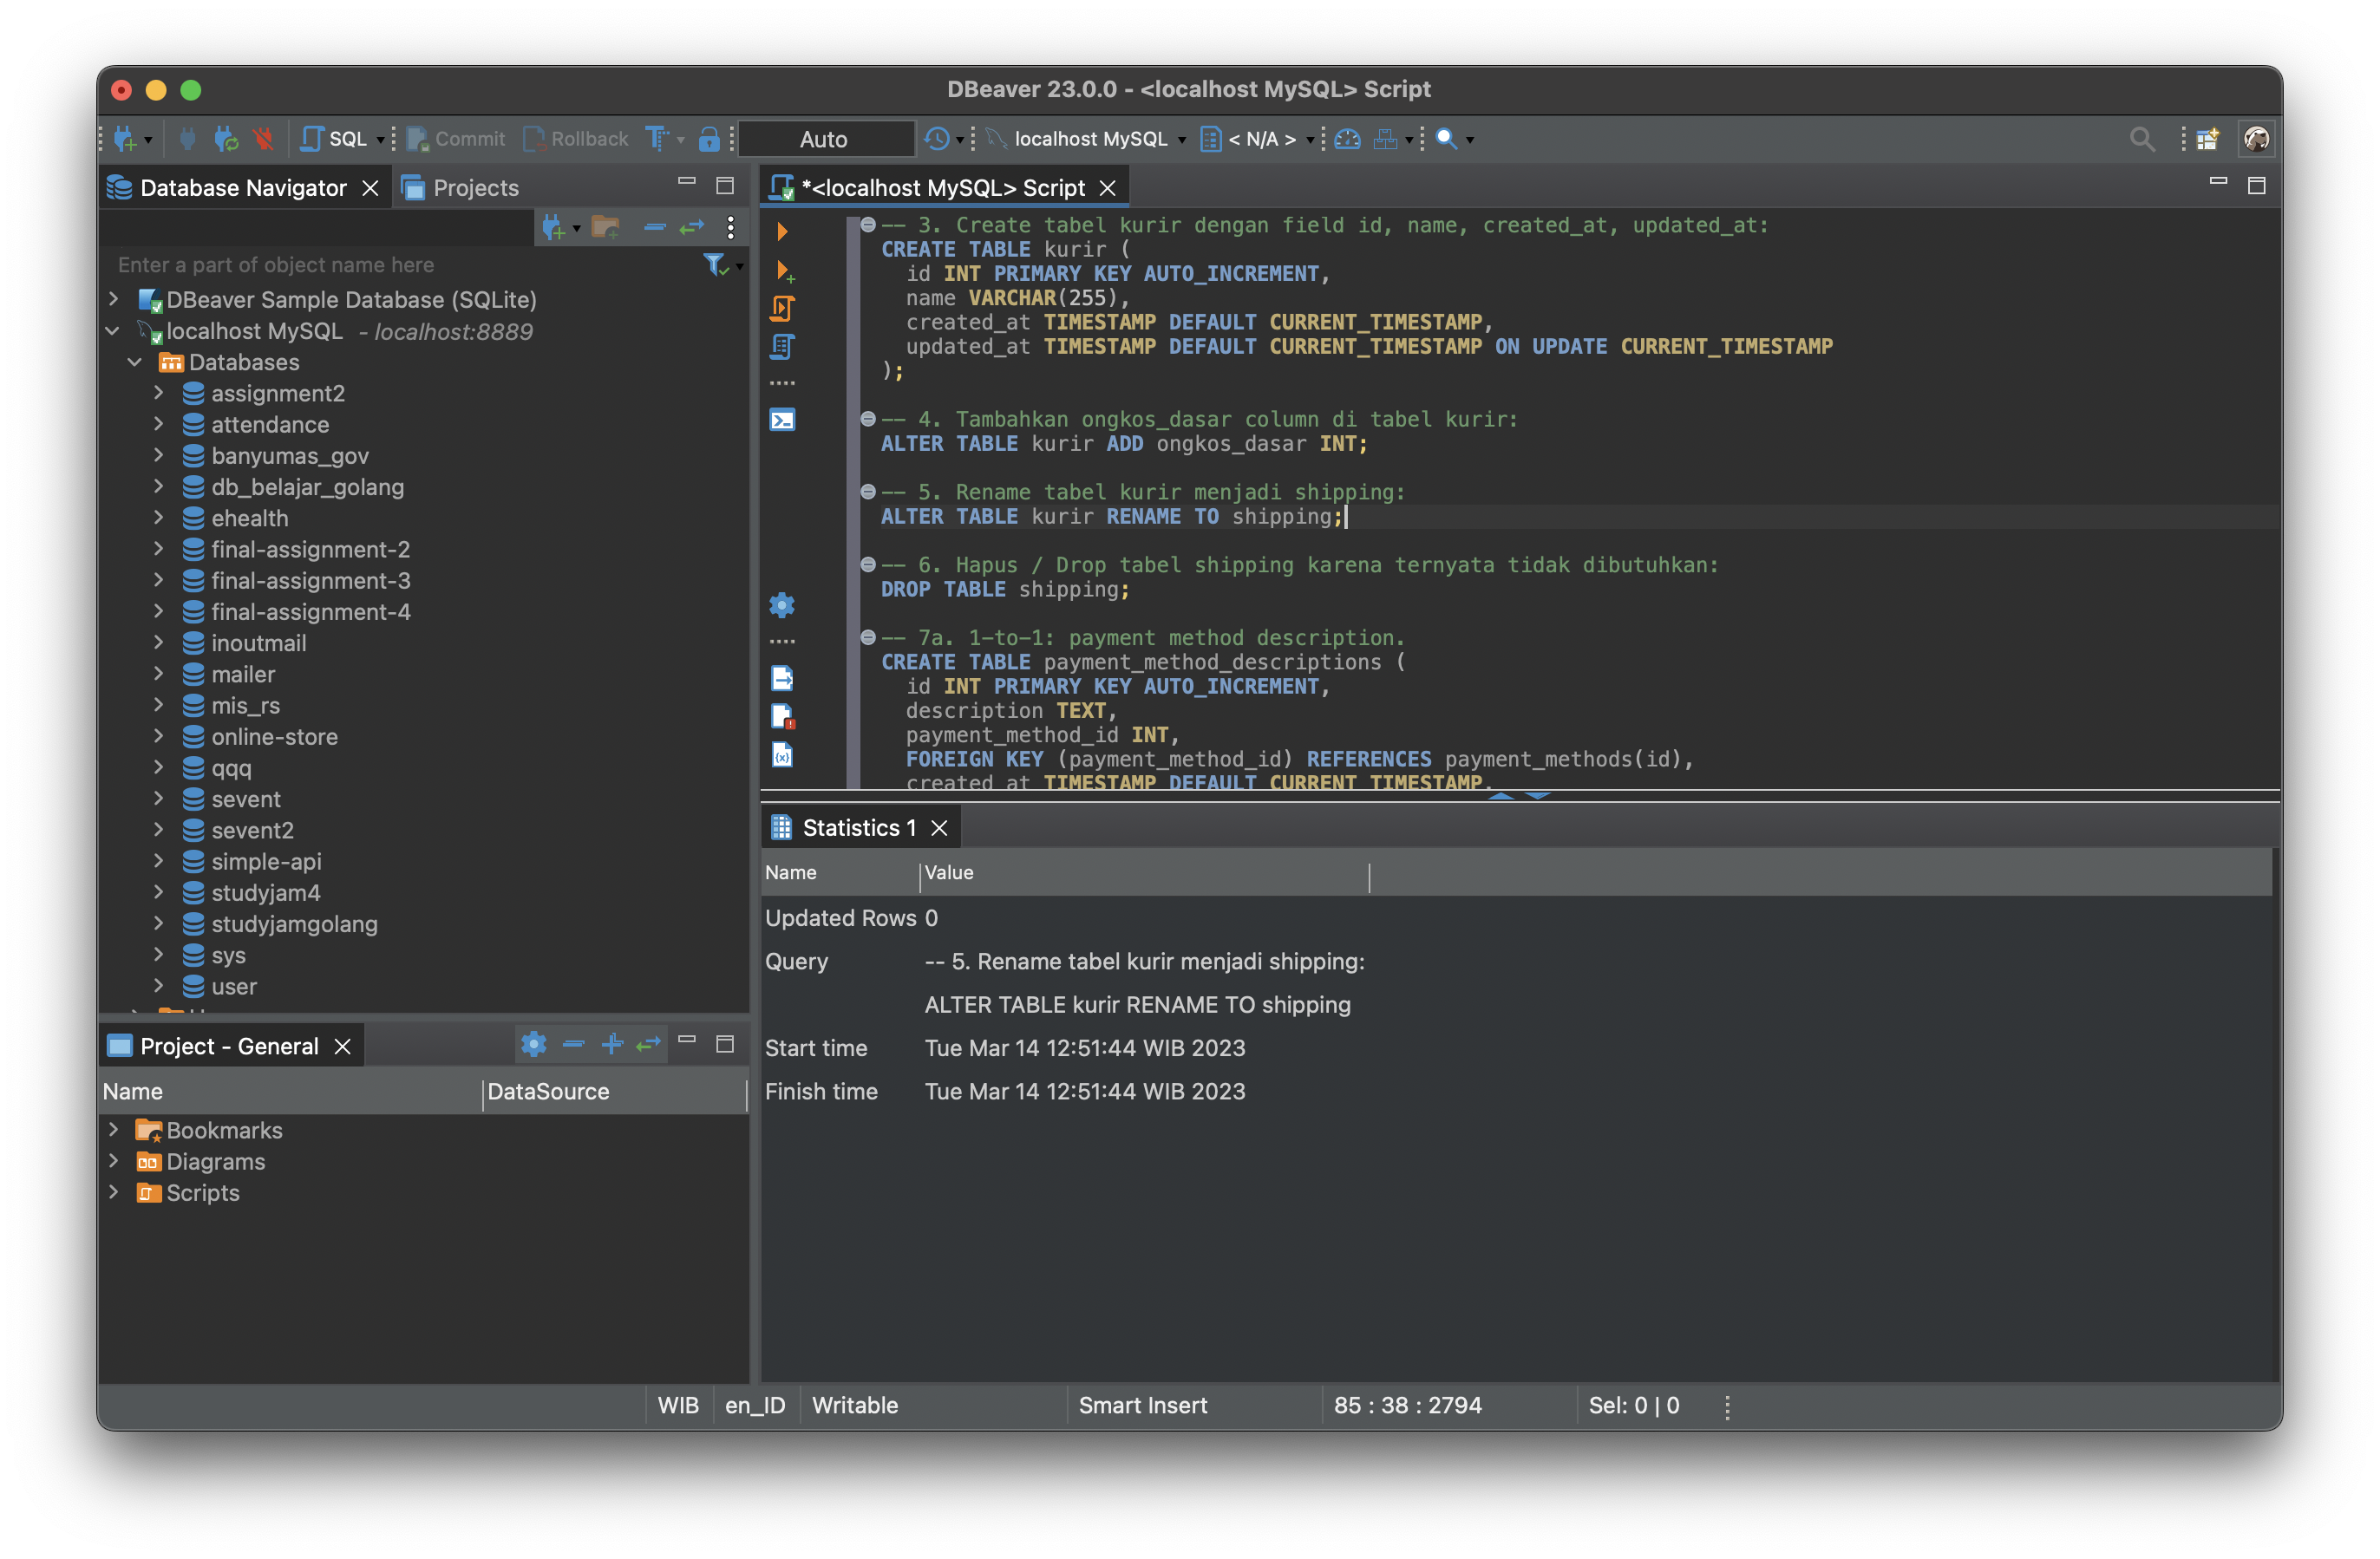 DBeaver 23.0.0 - <localhost MySQL> Script
SQL
Commit
Rollback
Auto
localhost MySQL
< N/A >
Database Navigator
Projects
Enter a part of object name here
DBeaver Sample Database (SQLite)
localhost MySQL - localhost:8889
Databases
assignment2
attendance
banyumas_gov
db_belajar_golang
ehealth
final-assignment-2
final-assignment-3
final-assignment-4
inoutmail
mailer
mis_rs
online-store
qqq
sevent
sevent2
simple-api
studyjam4
studyjamgolang
sys
user
Project - General
Name DataSource
Bookmarks
Diagrams
Scripts
*<localhost MySQL> Script
-- 3. Create tabel kurir dengan field id, name, created_at, updated_at:
CREATE TABLE kurir (
id INT PRIMARY KEY AUTO_INCREMENT,
name VARCHAR(255),
created_at TIMESTAMP DEFAULT CURRENT_TIMESTAMP,
updated_at TIMESTAMP DEFAULT CURRENT_TIMESTAMP ON UPDATE CURRENT_TIMESTAMP
);
-- 4. Tambahkan ongkos_dasar column di tabel kurir:
ALTER TABLE kurir ADD ongkos_dasar INT;
-- 5. Rename tabel kurir menjadi shipping:
ALTER TABLE kurir RENAME TO shipping;
-- 6. Hapus / Drop tabel shipping karena ternyata tidak dibutuhkan:
DROP TABLE shipping;
-- 7a. 1-to-1: payment method description.
CREATE TABLE payment_method_descriptions (
id INT PRIMARY KEY AUTO_INCREMENT,
description TEXT,
payment_method_id INT,
FOREIGN KEY (payment_method_id) REFERENCES payment_methods(id),
created_at TIMESTAMP DEFAULT CURRENT_TIMESTAMP,
Statistics 1
Name Value
Updated Rows 0
Query -- 5. Rename tabel kurir menjadi shipping:
ALTER TABLE kurir RENAME TO shipping
Start time Tue Mar 14 12:51:44 WIB 2023
Finish time Tue Mar 14 12:51:44 WIB 2023
WIB
en_ID
Writable
Smart Insert
85 : 38 : 2794
Sel: 0 | 0